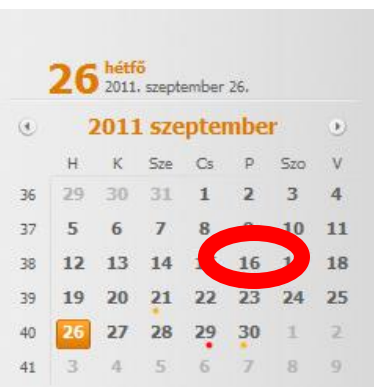 26 hétfő
2011. szeptember 26.
2011 szeptember
H K Sze Cs P Szo V
36 29 30 31 1 2 3 4
37 5 6 7 8 10 11
38 12 13 14 16 18
39 19 20 21 22 23 24 25
40 26 27 28 29 30 1 2
41 3 4 5 6 7 8 9